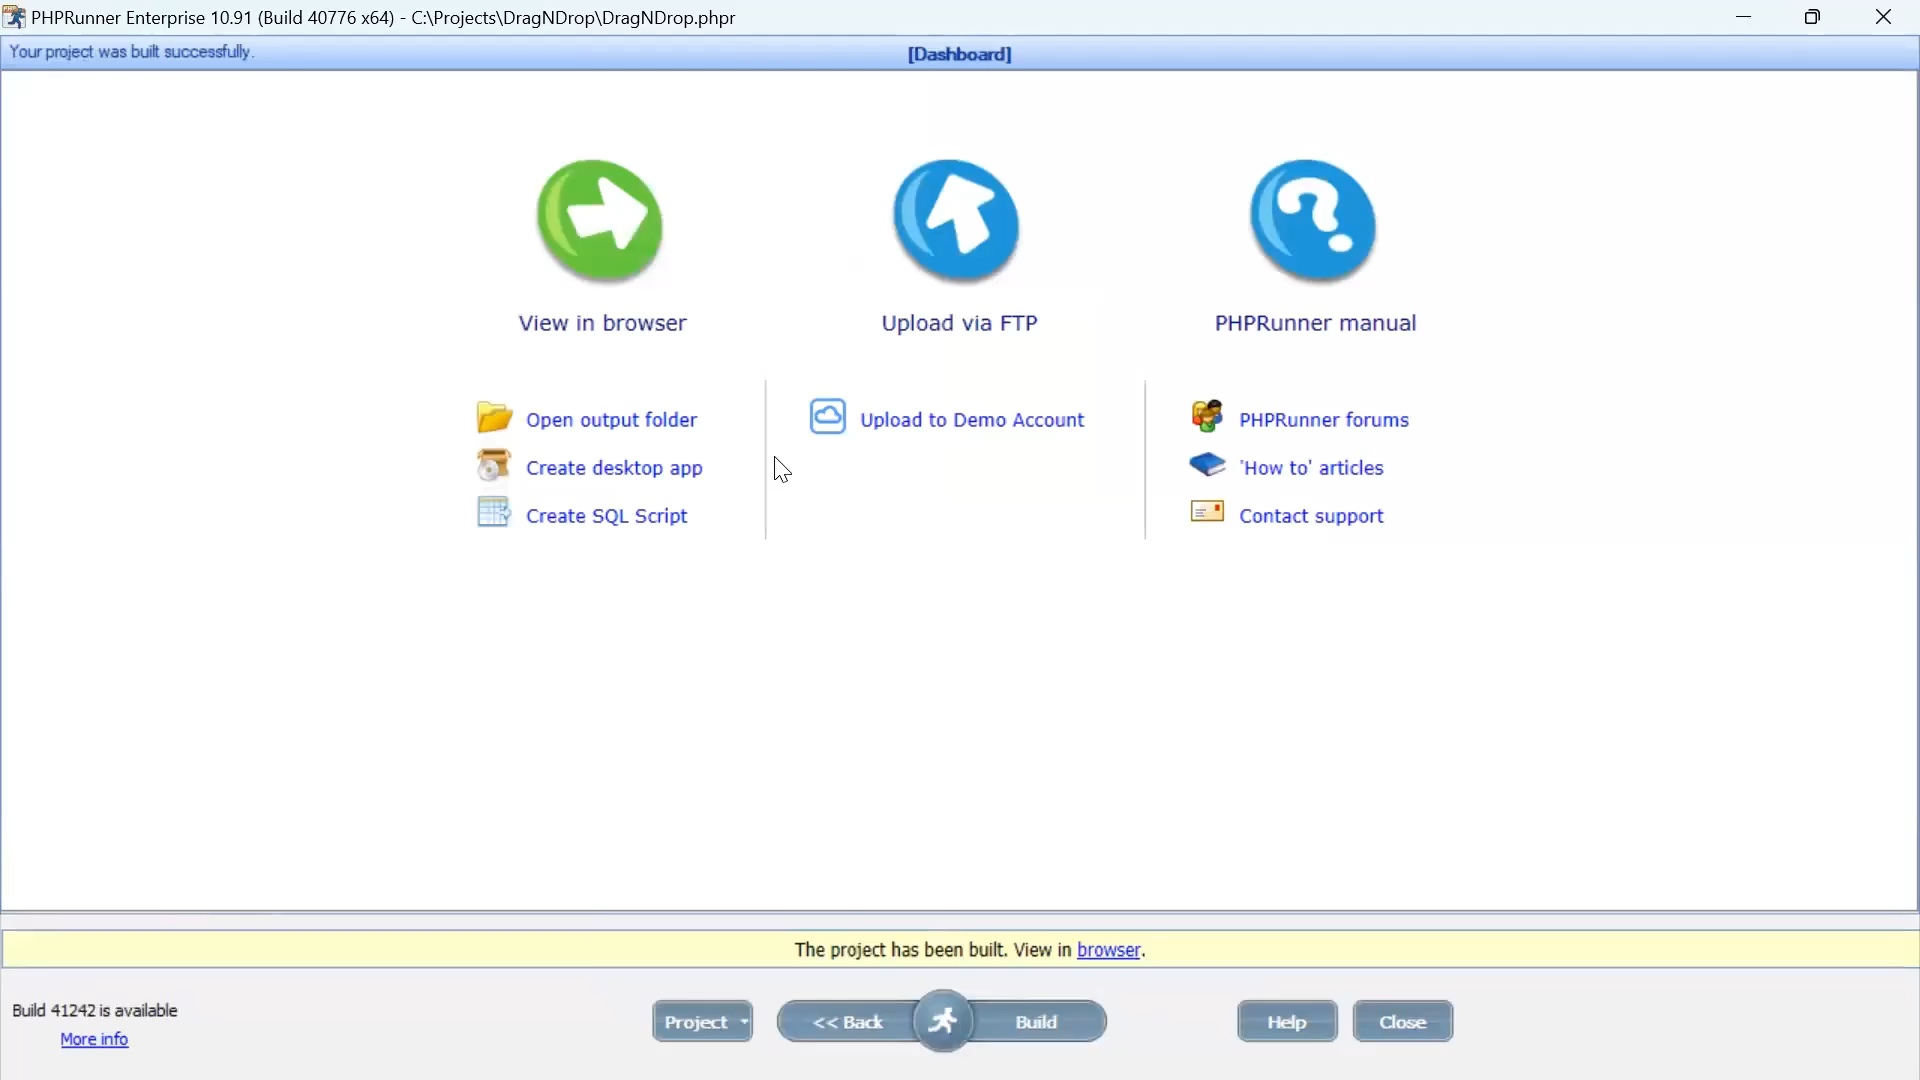 PHPRunner Enterprise 10.91 (Build 40776 x64) - C:\Projects\DragNDrop\DragNDrop.phpr
Your project was built successfully.
[Dashboard]
View in browser
Upload via FTP
PHPRunner manual
Open output folder
Create desktop app
Create SQL Script
Upload to Demo Account
PHPRunner forums
'How to' articles
Contact support
The project has been built. View in browser.
Build 41242 is available
More info
Project
<< Back
Build
Help
Close